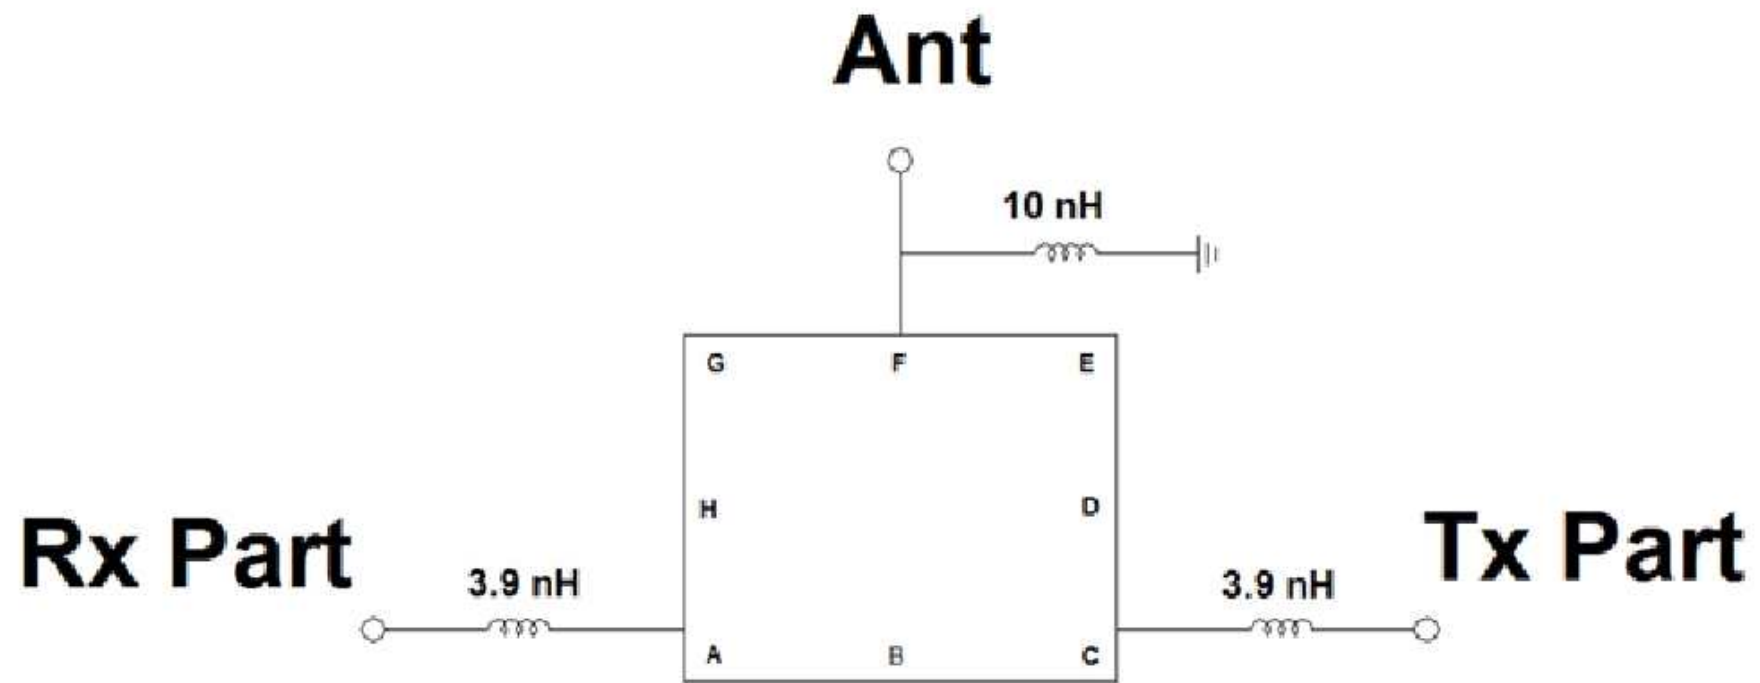 Ant
10 nH
G F E
H D
Rx Part
Tx Part
3.9 nH
3.9 nH
A B C